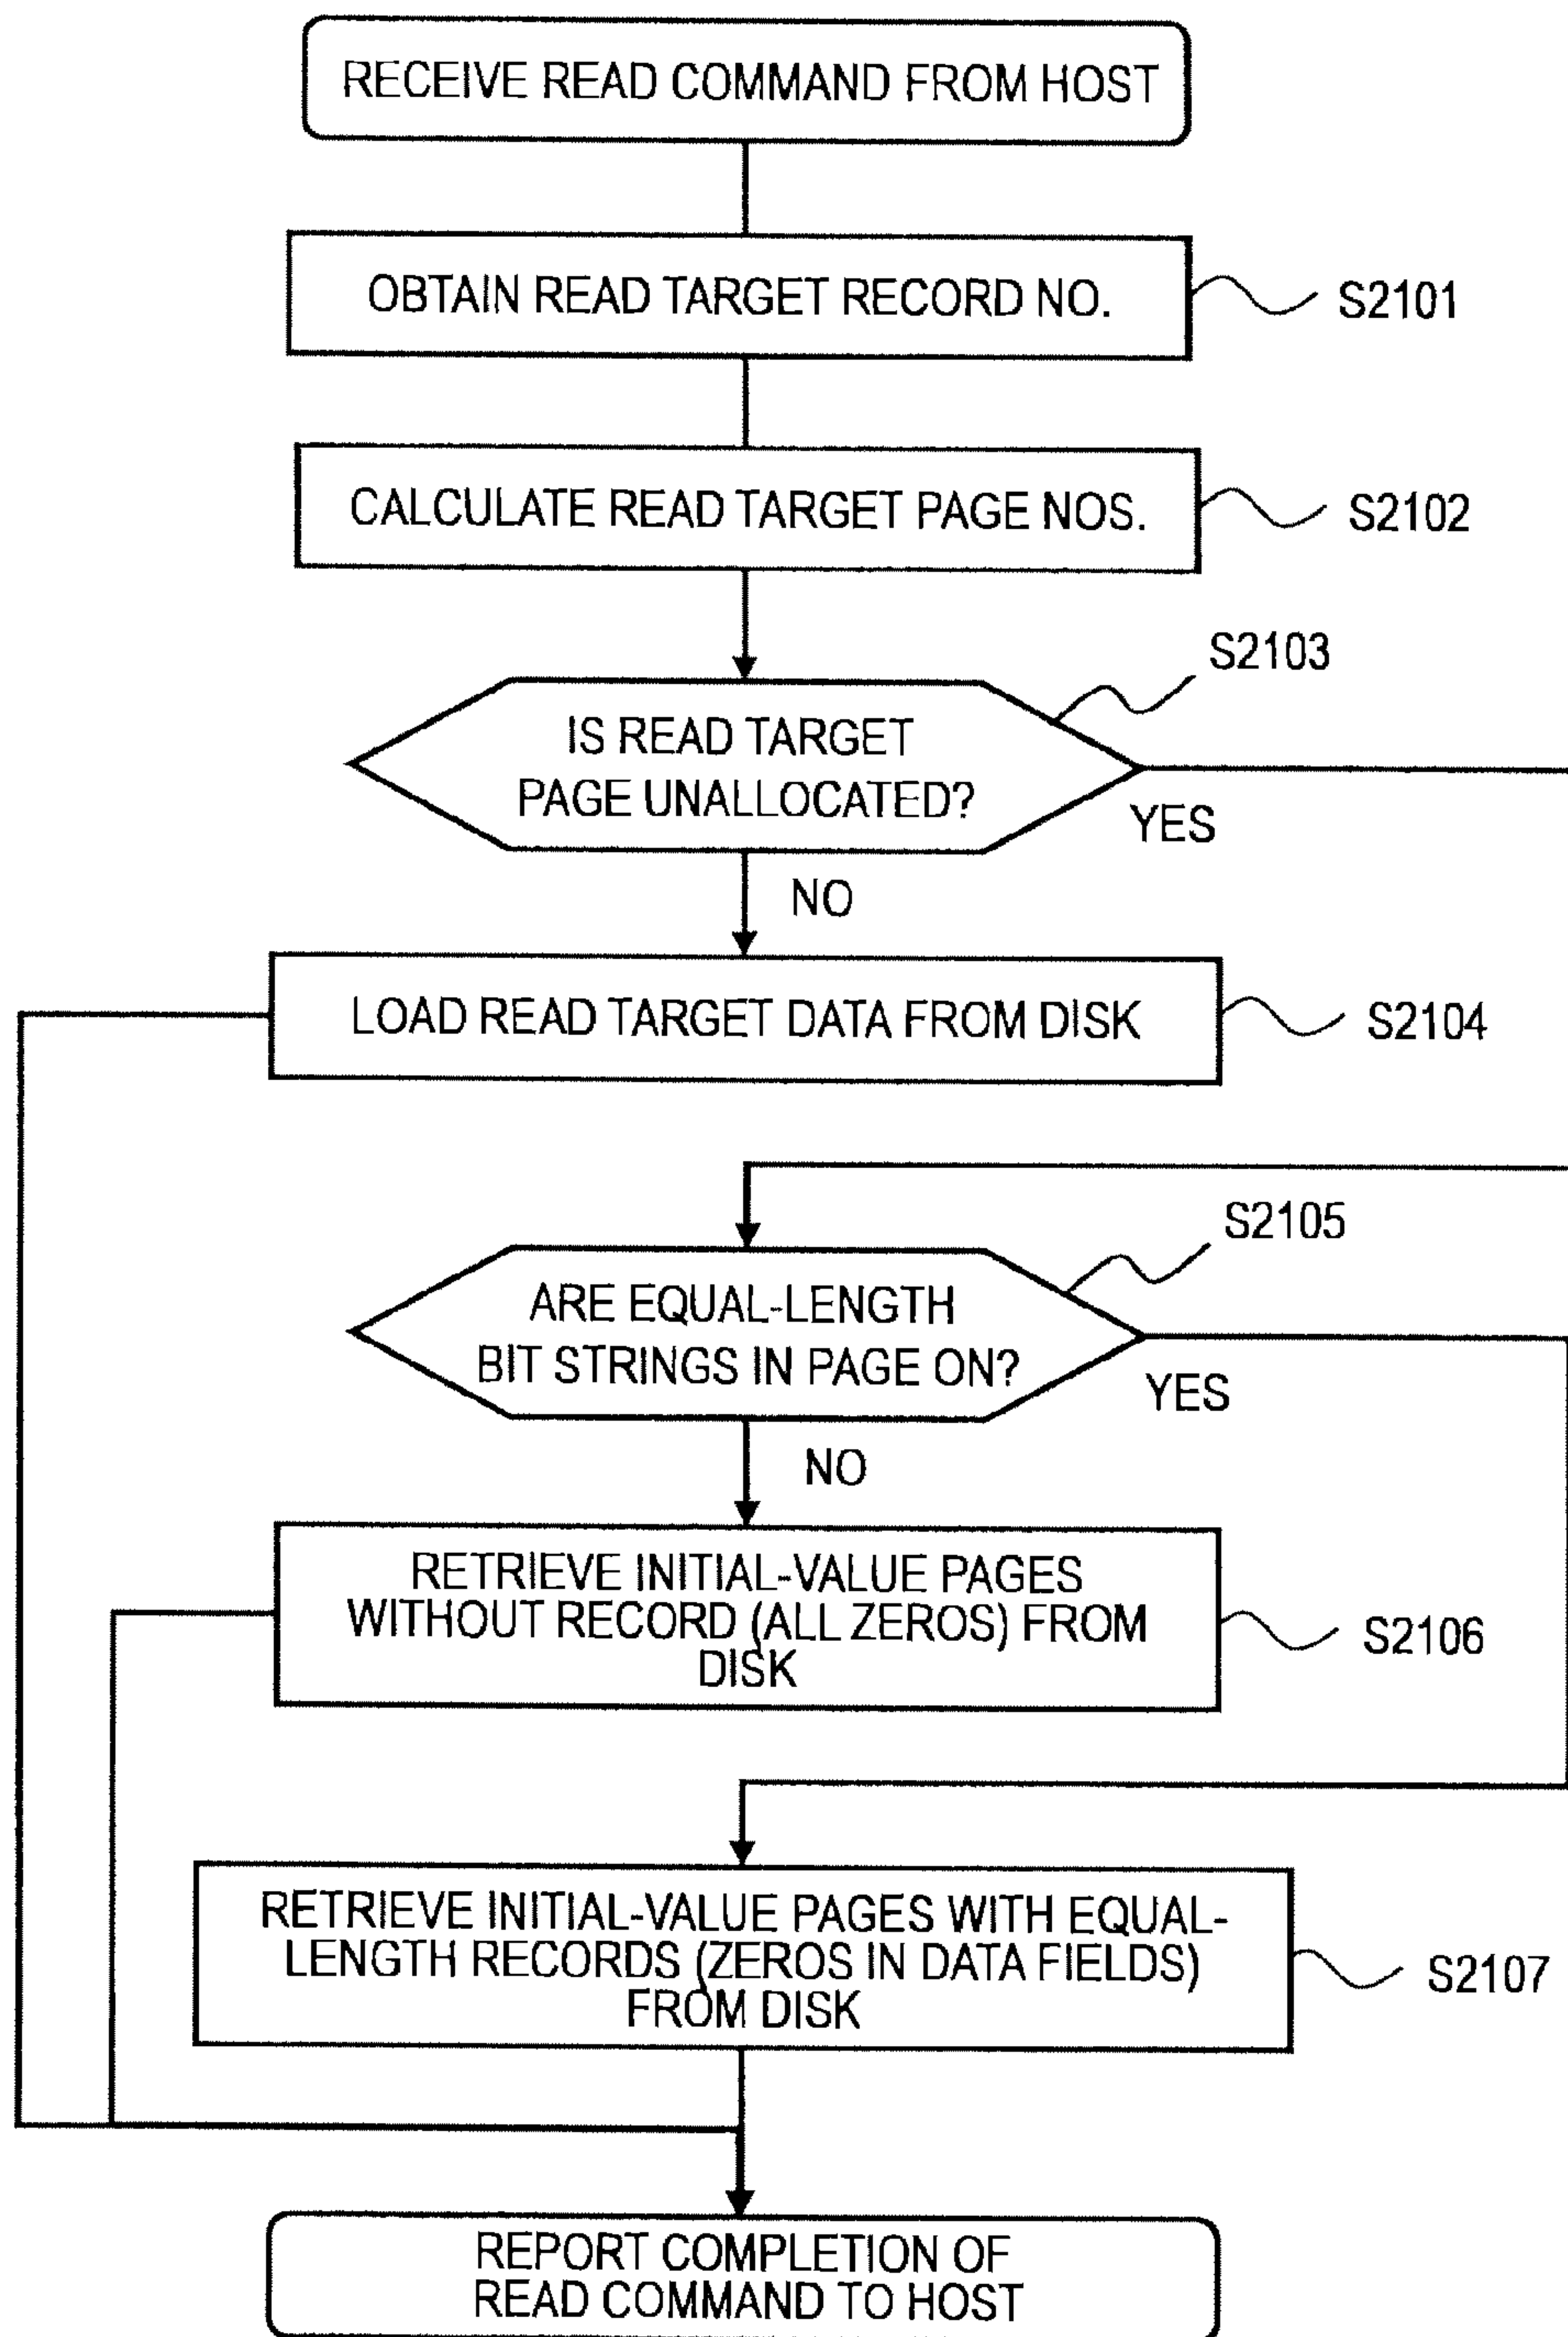 RECEIVE READ COMMAND FROM HOST
OBTAIN READ TARGET RECORD NO.
S2101
CALCULATE READ TARGET PAGE NOS.
S2102
S2103
IS READ TARGET
PAGE UNALLOCATED?
YES
NO
LOAD READ TARGET DATA FROM DISK
S2104
S2105
ARE EQUAL-LENGTH
BIT STRINGS IN PAGE ON?
YES
NO
RETRIEVE INITIAL-VALUE PAGES
WITHOUT RECORD (ALL ZEROS) FROM
DISK
S2106
RETRIEVE INITIAL-VALUE PAGES WITH EQUAL-
LENGTH RECORDS (ZEROS IN DATA FIELDS)
FROM DISK
S2107
REPORT COMPLETION OF
READ COMMAND TO HOST